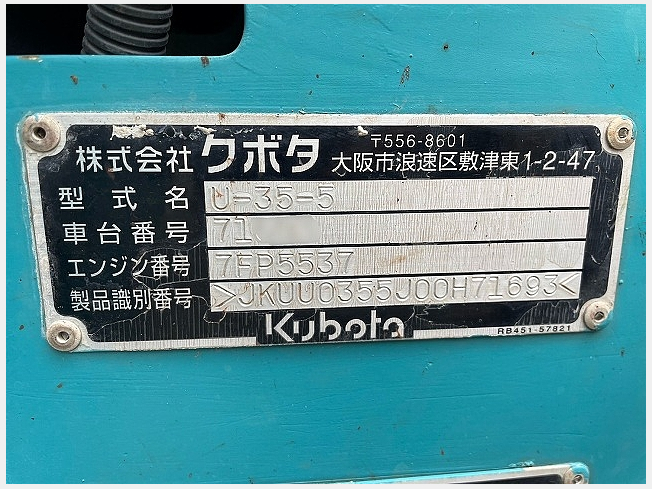 〒556-8601
株式会社 クボタ 大阪市浪速区敷津東1-2-47
型式名 U-35-5
車台番号 71
エンジン番号 7FP5537
製品識別番号 >JKUU0355J00H71693<
Kubota
RB451-57821